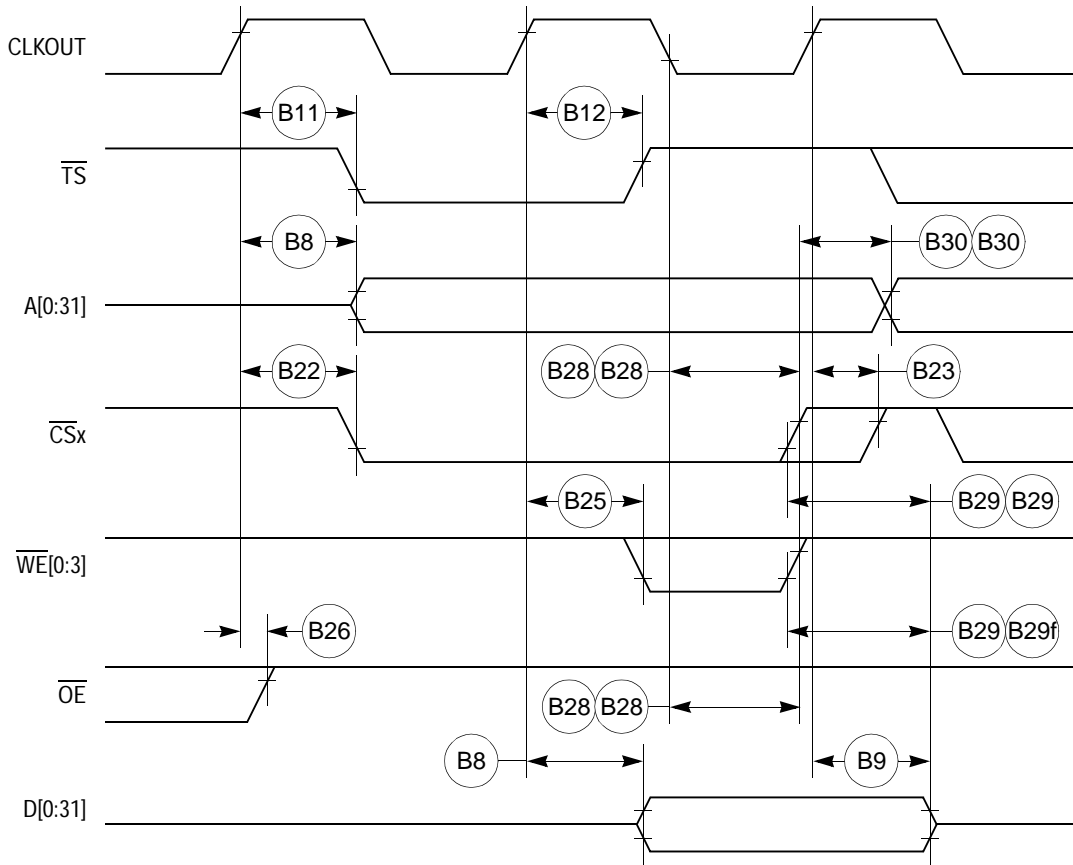 CLKOUT
B11 B12
TS
B8 B30 B30
A[0:31]
B22 B28 B28 B23
CSx
B25 B29 B29
WE[0:3]
B26 B29 B29f
OE
B28 B28
B8 B9
D[0:31]